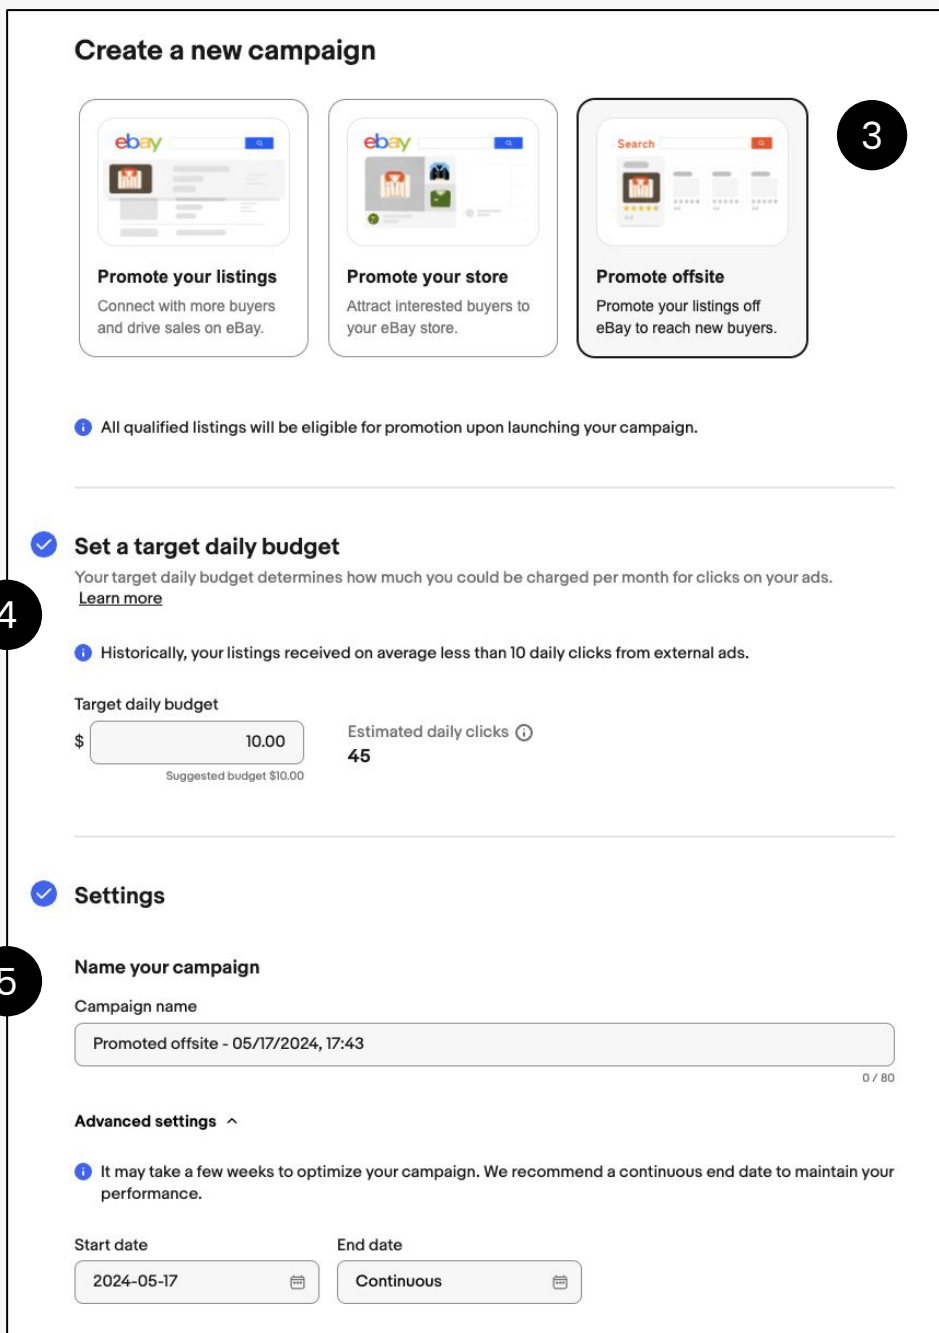 Create a new campaign
ebay
ebay
Search
3
Promote your listings
Connect with more buyers
and drive sales on eBay.
Promote your store
Attract interested buyers to
your eBay store.
Promote offsite
Promote your listings off
eBay to reach new buyers.
All qualified listings will be eligible for promotion upon launching your campaign.
Set a target daily budget
Your target daily budget determines how much you could be charged per month for clicks on your ads.
Learn more
4
Historically, your listings received on average less than 10 daily clicks from external ads.
Target daily budget
$ 10.00
Suggested budget $10.00
Estimated daily clicks
45
Settings
5
Name your campaign
Campaign name
Promoted offsite - 05/17/2024, 17:43
0 / 80
Advanced settings
It may take a few weeks to optimize your campaign. We recommend a continuous end date to maintain your
performance.
Start date
2024-05-17
End date
Continuous